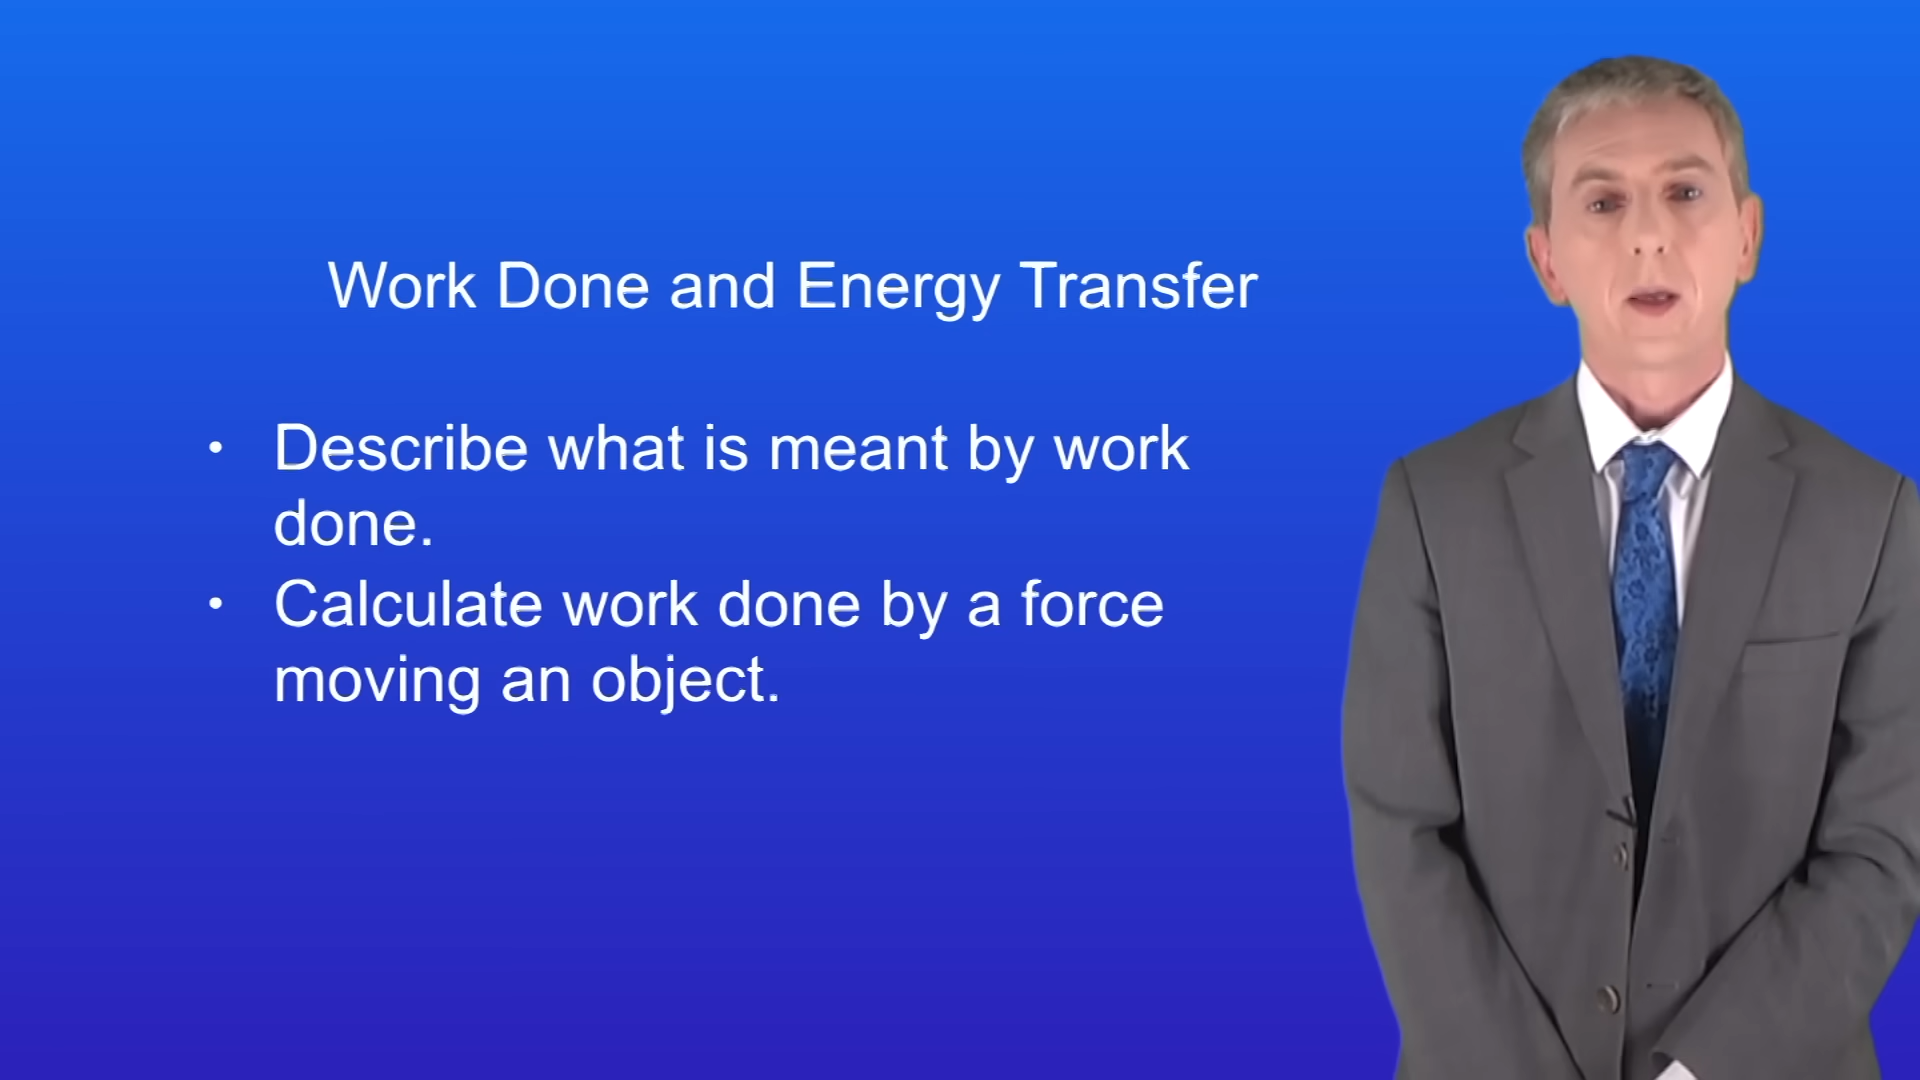 Work Done and Energy Transfer
• Describe what is meant by work
done.
• Calculate work done by a force
moving an object.